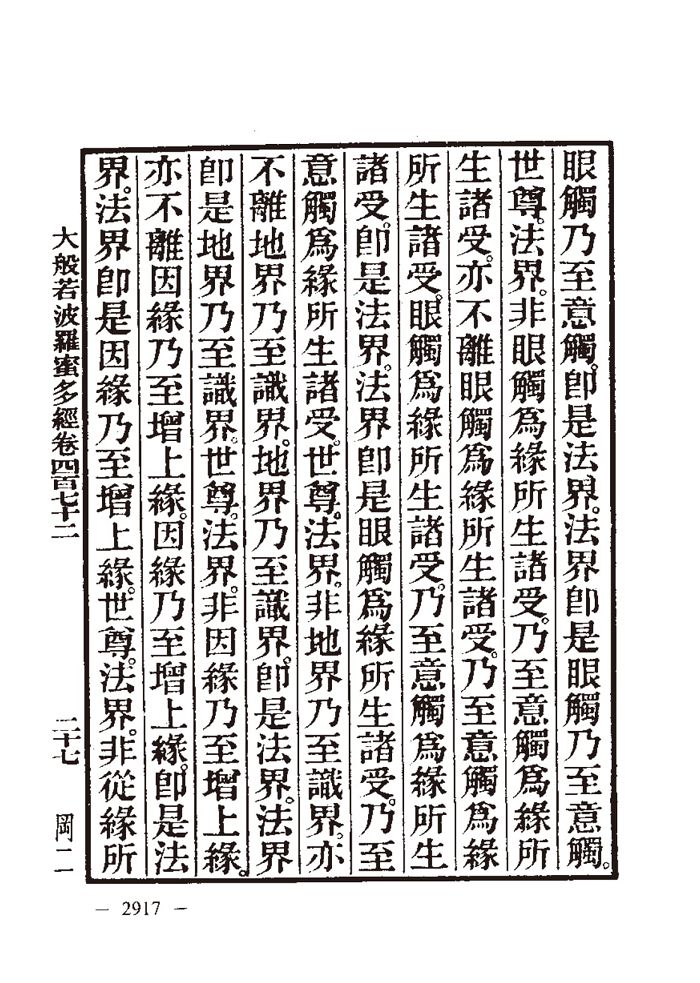 眼觸乃至意觸。卽是法界。法界卽是眼觸乃至意觸。
世尊。法界。非眼觸爲緣所生諸受。乃至意觸爲緣所
生諸受。亦不離眼觸爲緣所生諸受。乃至意觸爲緣
所生諸受。眼觸爲緣所生諸受。乃至意觸爲緣所生
諸受。卽是法界。法界卽是眼觸爲緣所生諸受。乃至
意觸爲緣所生諸受。世尊。法界。非地界乃至識界。亦
不離地界乃至識界。地界乃至識界。卽是法界。法界
卽是地界乃至識界。世尊。法界。非因緣乃至增上緣。
亦不離因緣乃至增上緣。因緣乃至增上緣。卽是法
界。法界卽是因緣乃至增上緣。世尊。法界。非從緣所
大般若波羅蜜多經卷四百七十二 二十七 岡二
— 2917 —